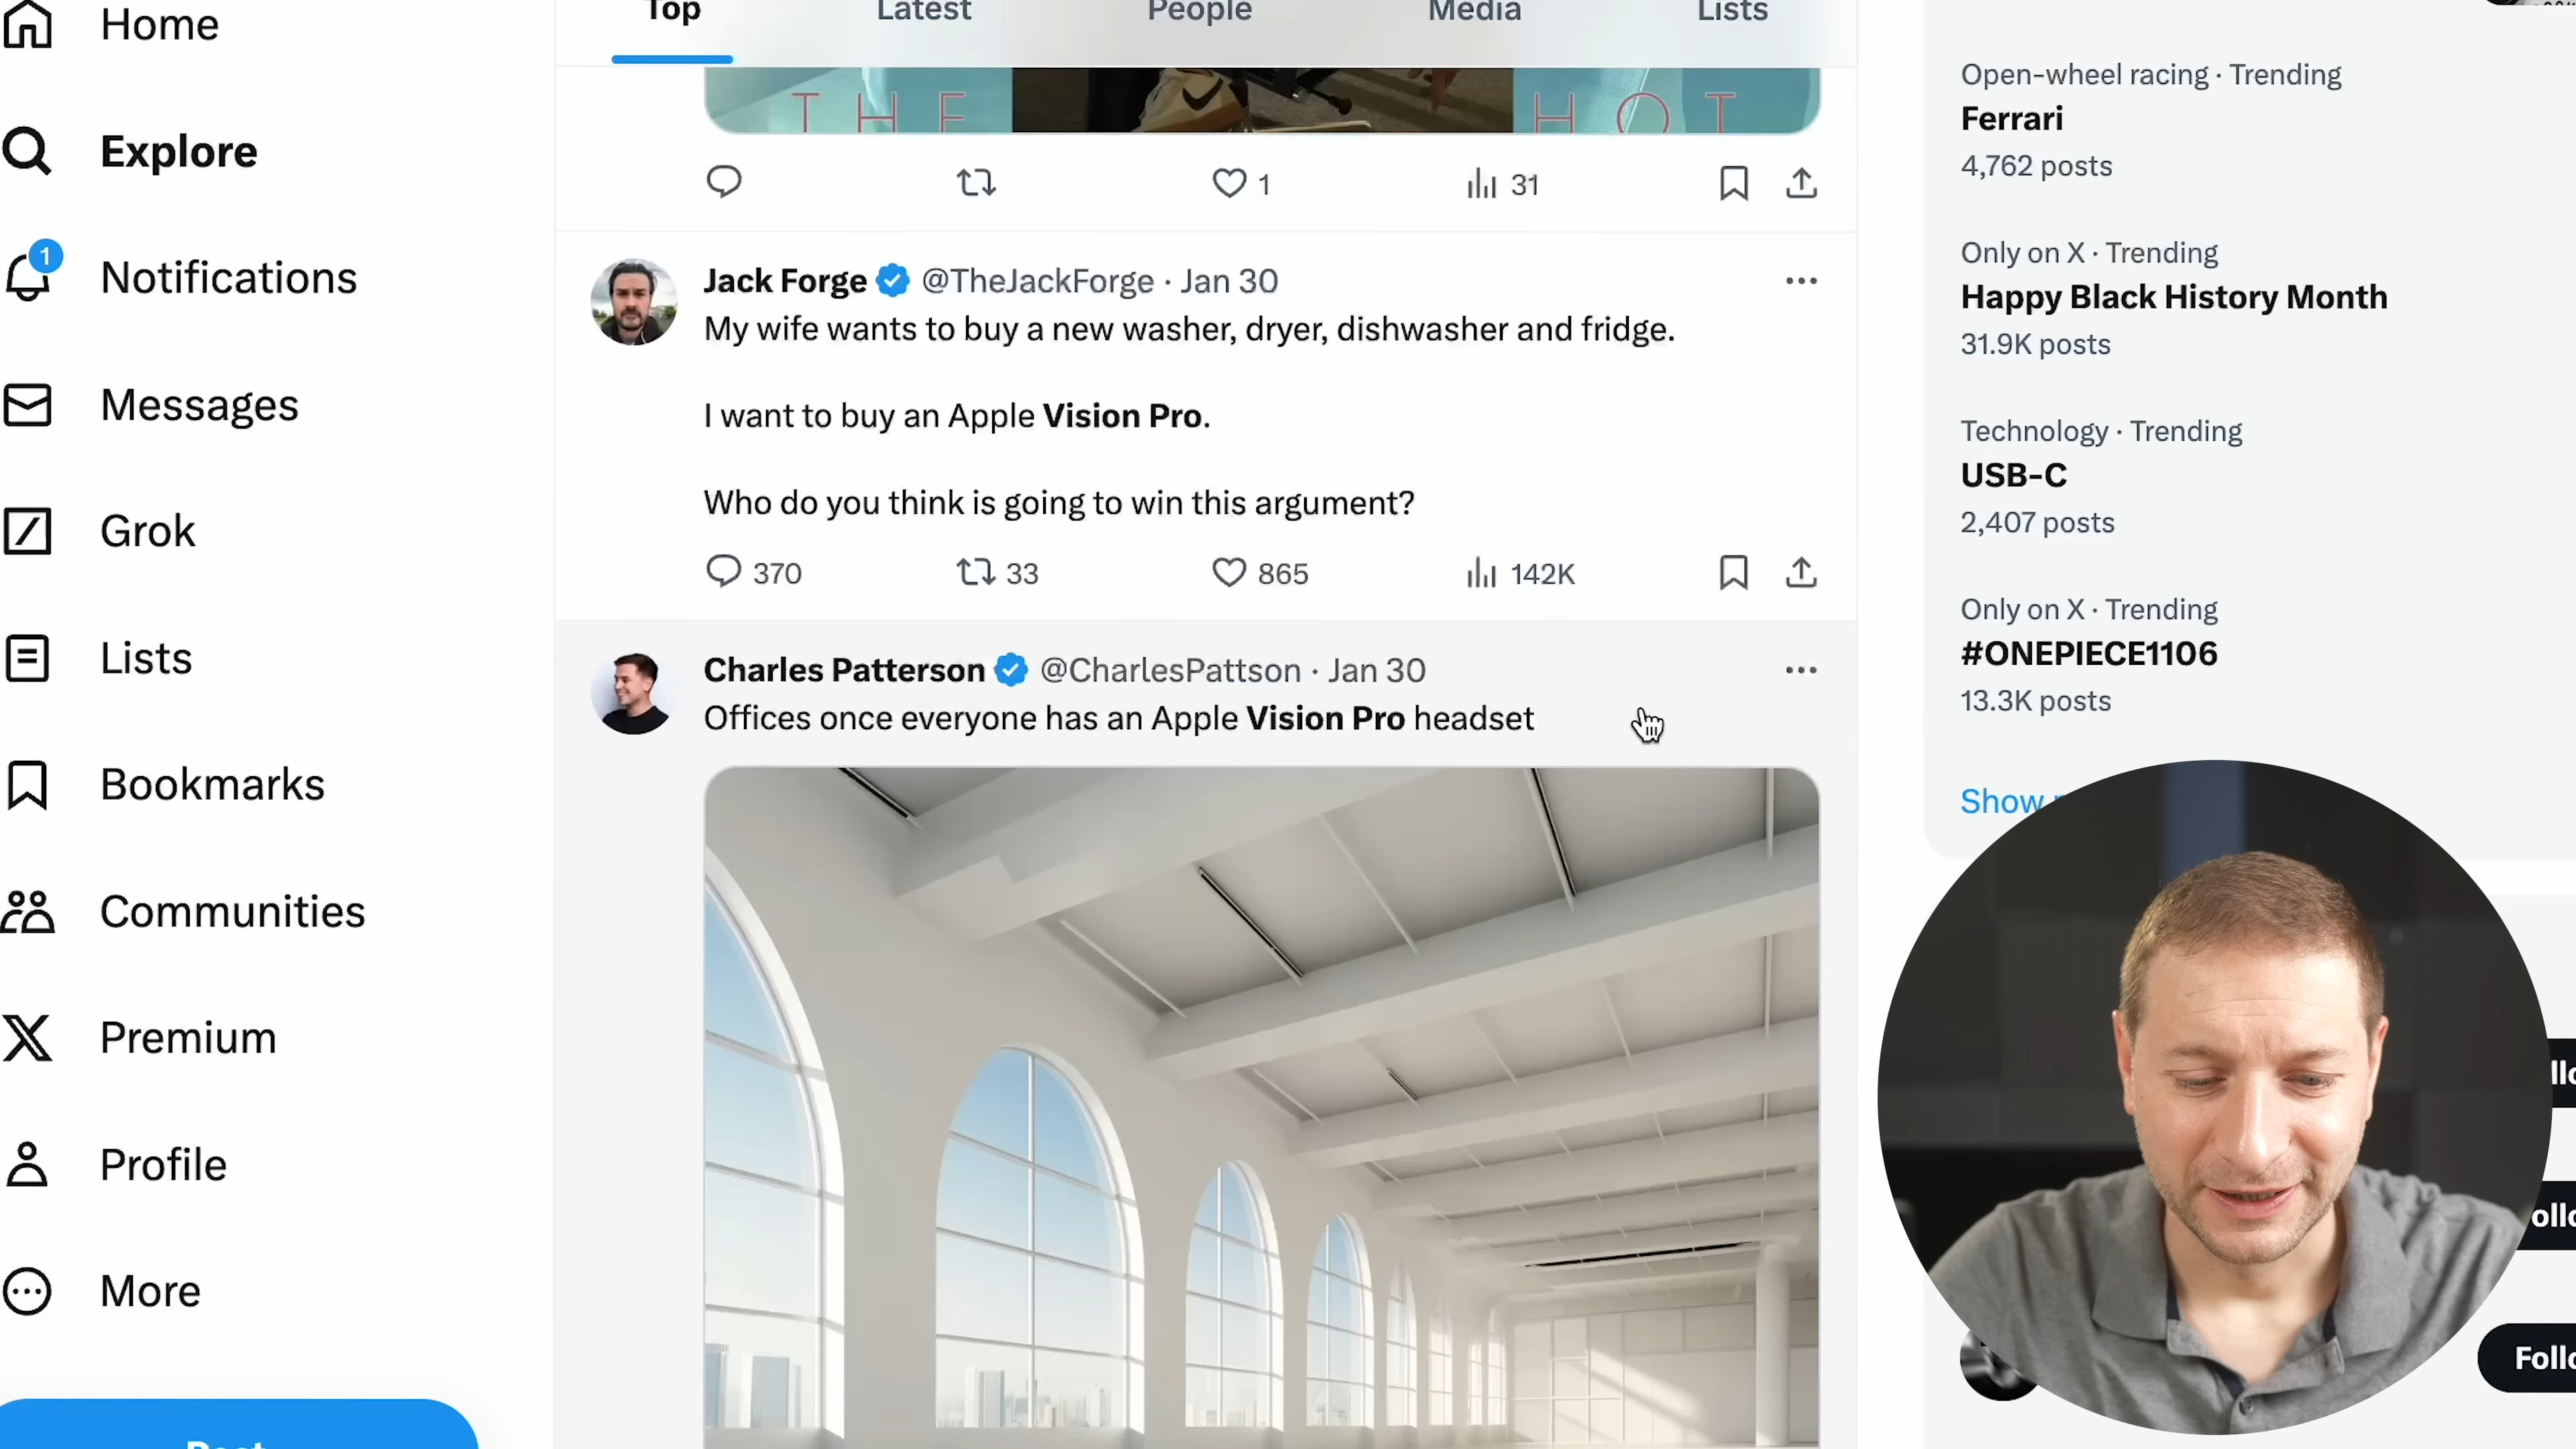 Home
Explore
1
Notifications
Messages
Grok
Lists
Bookmarks
Communities
Premium
Profile
More
Post
Top
Latest
People
Media
Lists
THE
HOT
1
31
Jack Forge @TheJackForge · Jan 30
My wife wants to buy a new washer, dryer, dishwasher and fridge.
I want to buy an Apple Vision Pro.
Who do you think is going to win this argument?
370
33
865
142K
Charles Patterson @CharlesPattson · Jan 30
Offices once everyone has an Apple Vision Pro headset
Open-wheel racing · Trending
Ferrari
4,762 posts
Only on X · Trending
Happy Black History Month
31.9K posts
Technology · Trending
USB-C
2,407 posts
Only on X · Trending
#ONEPIECE1106
13.3K posts
Show